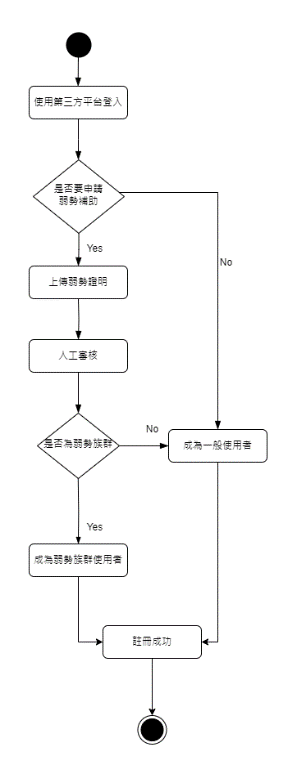 使用第三方平台登入
是否要申請
弱勢補助
Yes
No
上傳弱勢證明
人工審核
是否為弱勢族群
No
成為一般使用者
Yes
成為弱勢族群使用者
註冊成功